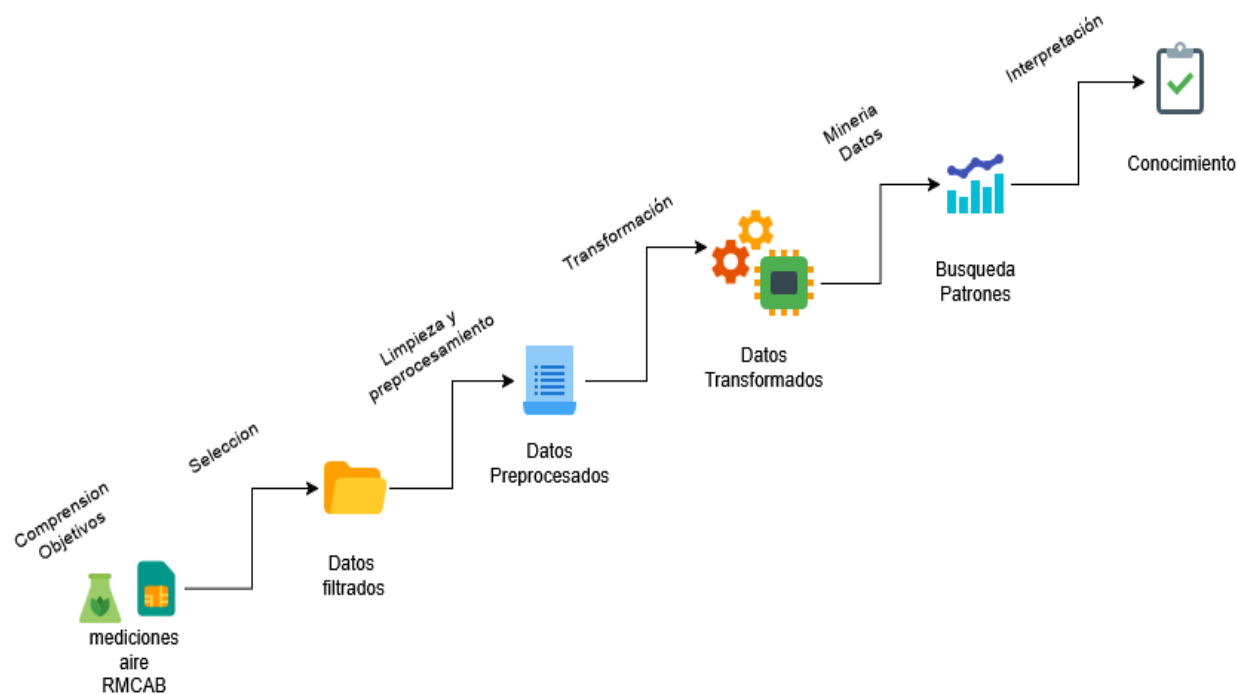 Comprension
Objetivos
mediciones
aire
RMCAB
Seleccion
Datos
filtrados
Limpieza y
preprocesamiento
Datos
Preprocesados
Transformación
Datos
Transformados
Mineria
Datos
Busqueda
Patrones
Interpretación
Conocimiento